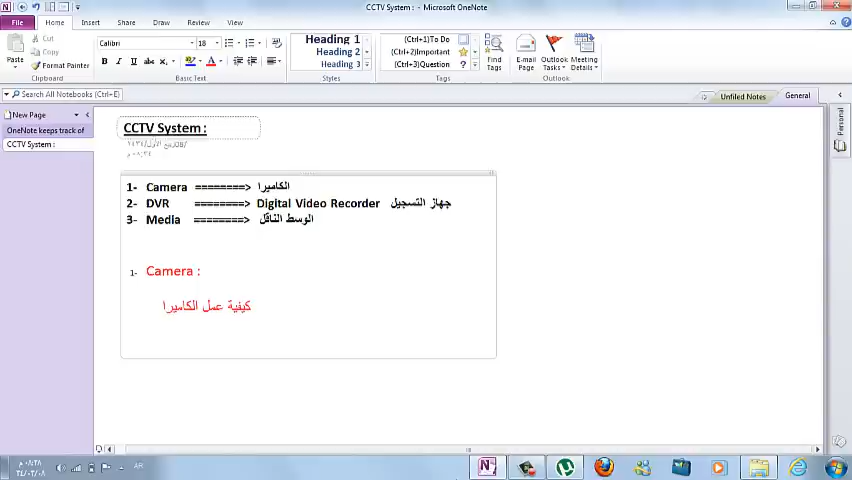 CCTV System : - Microsoft OneNote
File Home Insert Share Draw Review View
Paste
Cut
Copy
Format Painter
Clipboard
Calibri 18
B I U abc
Basic Text
Heading 1
Heading 2
Heading 3
Styles
(Ctrl+1)To Do
(Ctrl+2)Important
(Ctrl+3)Question
Tags
Find Tags
E-mail Page
Outlook Tasks
Meeting Details
Outlook
Search All Notebooks (Ctrl+E)
Unfiled Notes General
New Page
OneNote keeps track of
CCTV System :
Personal
CCTV System :
1- Camera ========> الكاميرا
2- DVR ========> Digital Video Recorder جهاز التسجيل
3- Media ========> الوسط الناقل
1- Camera :
كيفية عمل الكاميرا
AR